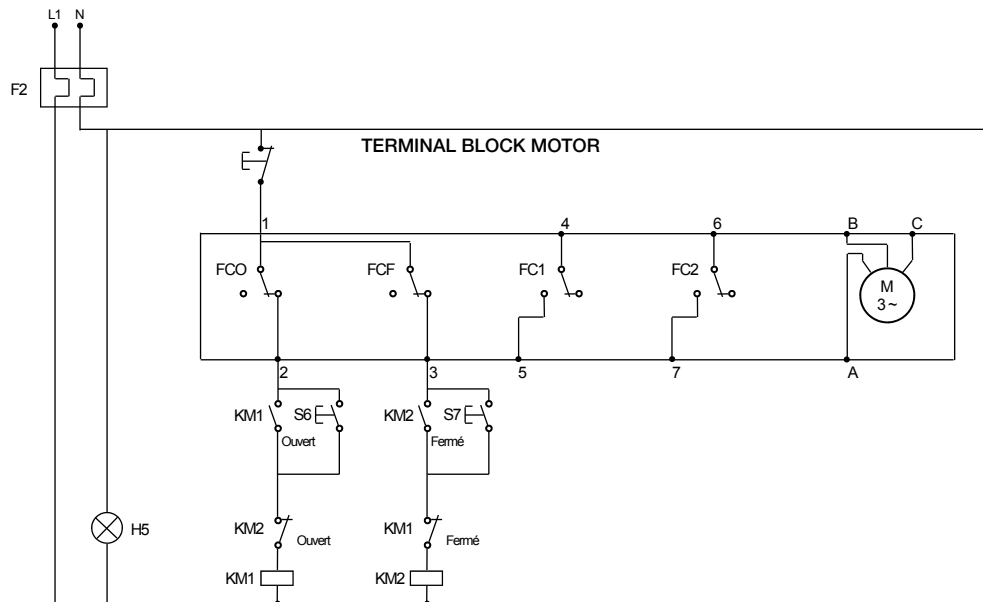 L1 N
F2
TERMINAL BLOCK MOTOR
1 4 6 B C
FCO FCF FC1 FC2 M
3~
2 3 5 7 A
KM1 S6 KM2 S7
Ouvert Fermé
H5 KM2 Ouvert KM1 Fermé
KM1 KM2